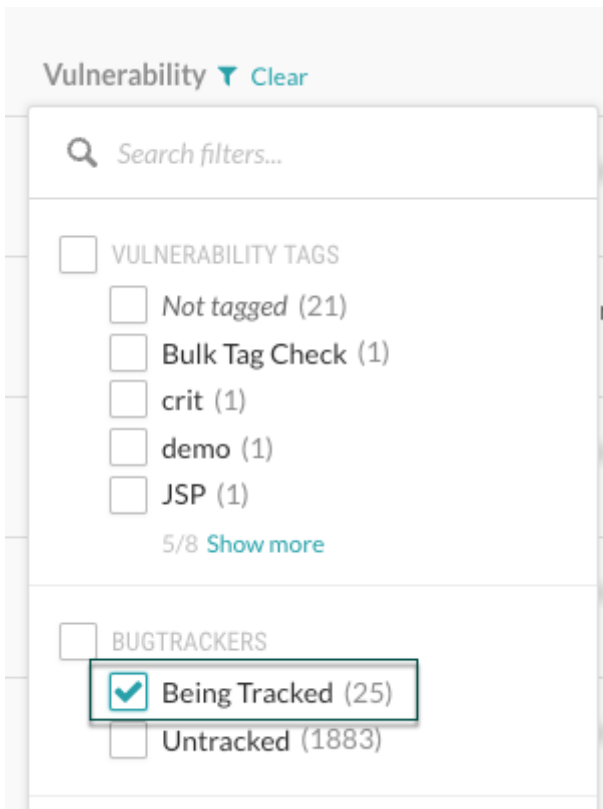 Vulnerability Clear
Search filters...
VULNERABILITY TAGS
Not tagged (21)
Bulk Tag Check (1)
crit (1)
demo (1)
JSP (1)
5/8 Show more
BUGTRACKERS
Being Tracked (25)
Untracked (1883)